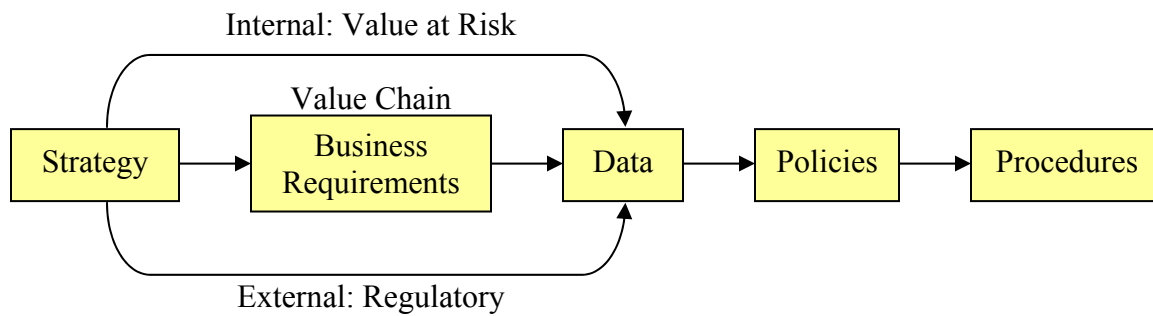 Internal: Value at Risk
Value Chain
Strategy
Business
Requirements
Data
Policies
Procedures
External: Regulatory